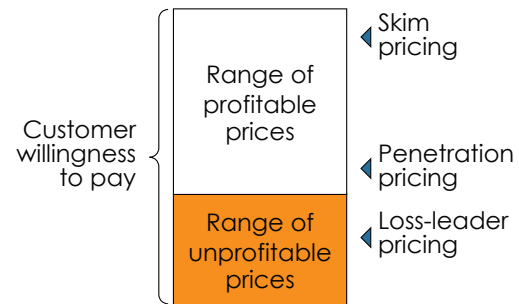 Customer
willingness
to pay
Range of
profitable
prices
Range of
unprofitable
prices
Skim
pricing
Penetration
pricing
Loss-leader
pricing